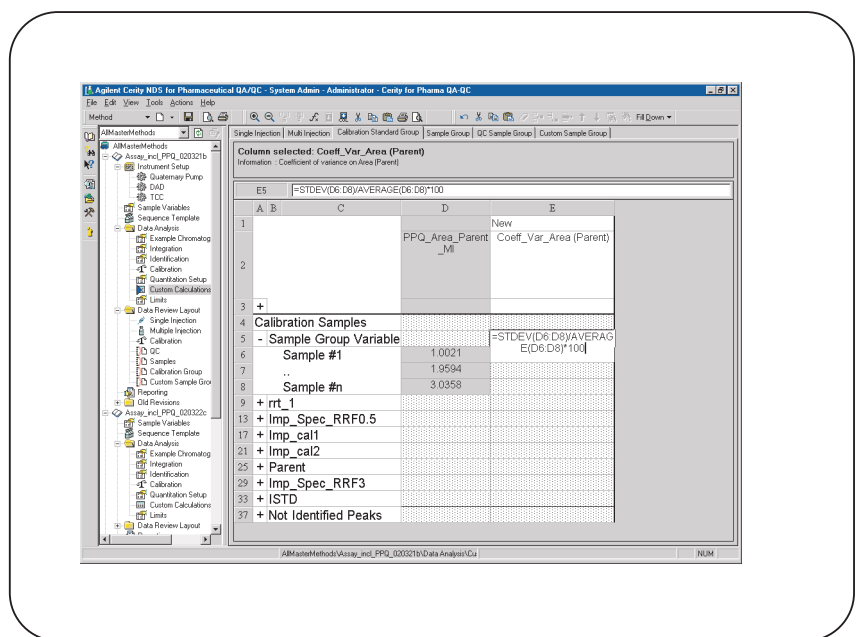 Agilent Cerity NDS for Pharmaceutical QA/QC - System Admin - Administrator - Cerity for Pharma QA-QC
File Edit View Tools Actions Help
Method
Fill Down
AllMasterMethods
Single Injection Multi Injection Calibration Standard Group Sample Group QC Sample Group Custom Sample Group
AllMasterMethods
Assay_incl_PPQ_020321b
Instrument Setup
Quaternary Pump
DAD
TCC
Sample Variables
Sequence Template
Data Analysis
Example Chromatog
Integration
Identification
Calibration
Quantitation Setup
Custom Calculations
Limits
Data Review Layout
Single Injection
Multiple Injection
Calibration
QC
Samples
Calibration Group
Custom Sample Grou
Reporting
Old Revisions
Assay_incl_PPQ_020322c
Sample Variables
Sequence Template
Data Analysis
Example Chromatog
Integration
Identification
Calibration
Quantitation Setup
Custom Calculations
Limits
Data Review Layout
Column selected: Coeff_Var_Area (Parent)
Information : Coefficient of variance on Area (Parent)
E5 =STDEV(D6:D8)/AVERAGE(D6:D8)*100
A B C D E
1 New
2 PPQ_Area_Parent Coeff_Var_Area (Parent)
_MI
3 +
4 Calibration Samples
5 - Sample Group Variable =STDEV(D6:D8)/AVERAG
E(D6:D8)*100
6 Sample #1 1.0021
7 .. 1.9594
8 Sample #n 3.0358
9 + rrt_1
13 + Imp_Spec_RRF0.5
17 + Imp_cal1
21 + Imp_cal2
25 + Parent
29 + Imp_Spec_RRF3
33 + ISTD
37 + Not Identified Peaks
AllMasterMethods\Assay_incl_PPQ_020321b\Data Analysis\Cu NUM